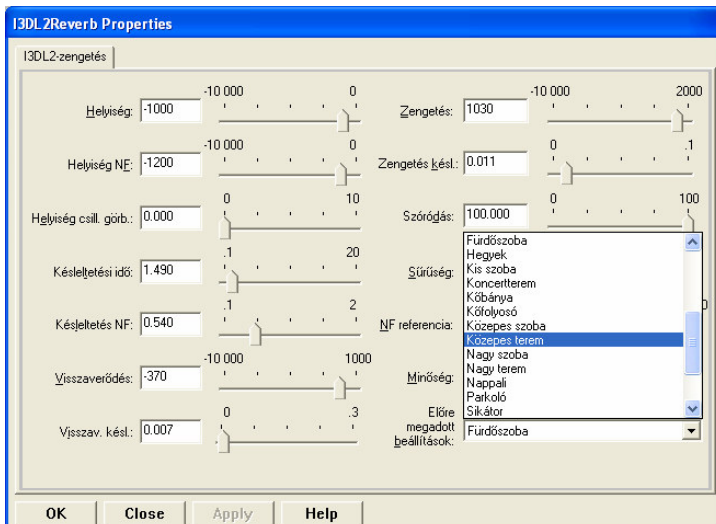 I3DL2Reverb Properties
I3DL2-zengetés
-10 000 0
Helyiség: -1000
-10 000 0
Helyiség NF: -1200
0 10
Helyiség csill. görb.: 0.000
.1 20
Késleltetési idő: 1.490
.1 2
Késleltetés NF: 0.540
-10 000 1000
Visszaverődés: -370
0 .3
Visszav. késl.: 0.007
-10 000 2000
Zengetés: 1030
0 .1
Zengetés késl.: 0.011
0 100
Szóródás: 100.000
Sűrűség:
NF referencia:
0
Minőség:
Előre
megadott
beállítások:
Fürdőszoba
Hegyek
Kis szoba
Koncertterem
Kőbánya
Kőfolyosó
Közepes szoba
Közepes terem
Nagy szoba
Nagy terem
Nappali
Parkoló
Sikátor
Fürdőszoba
OK Close Apply Help